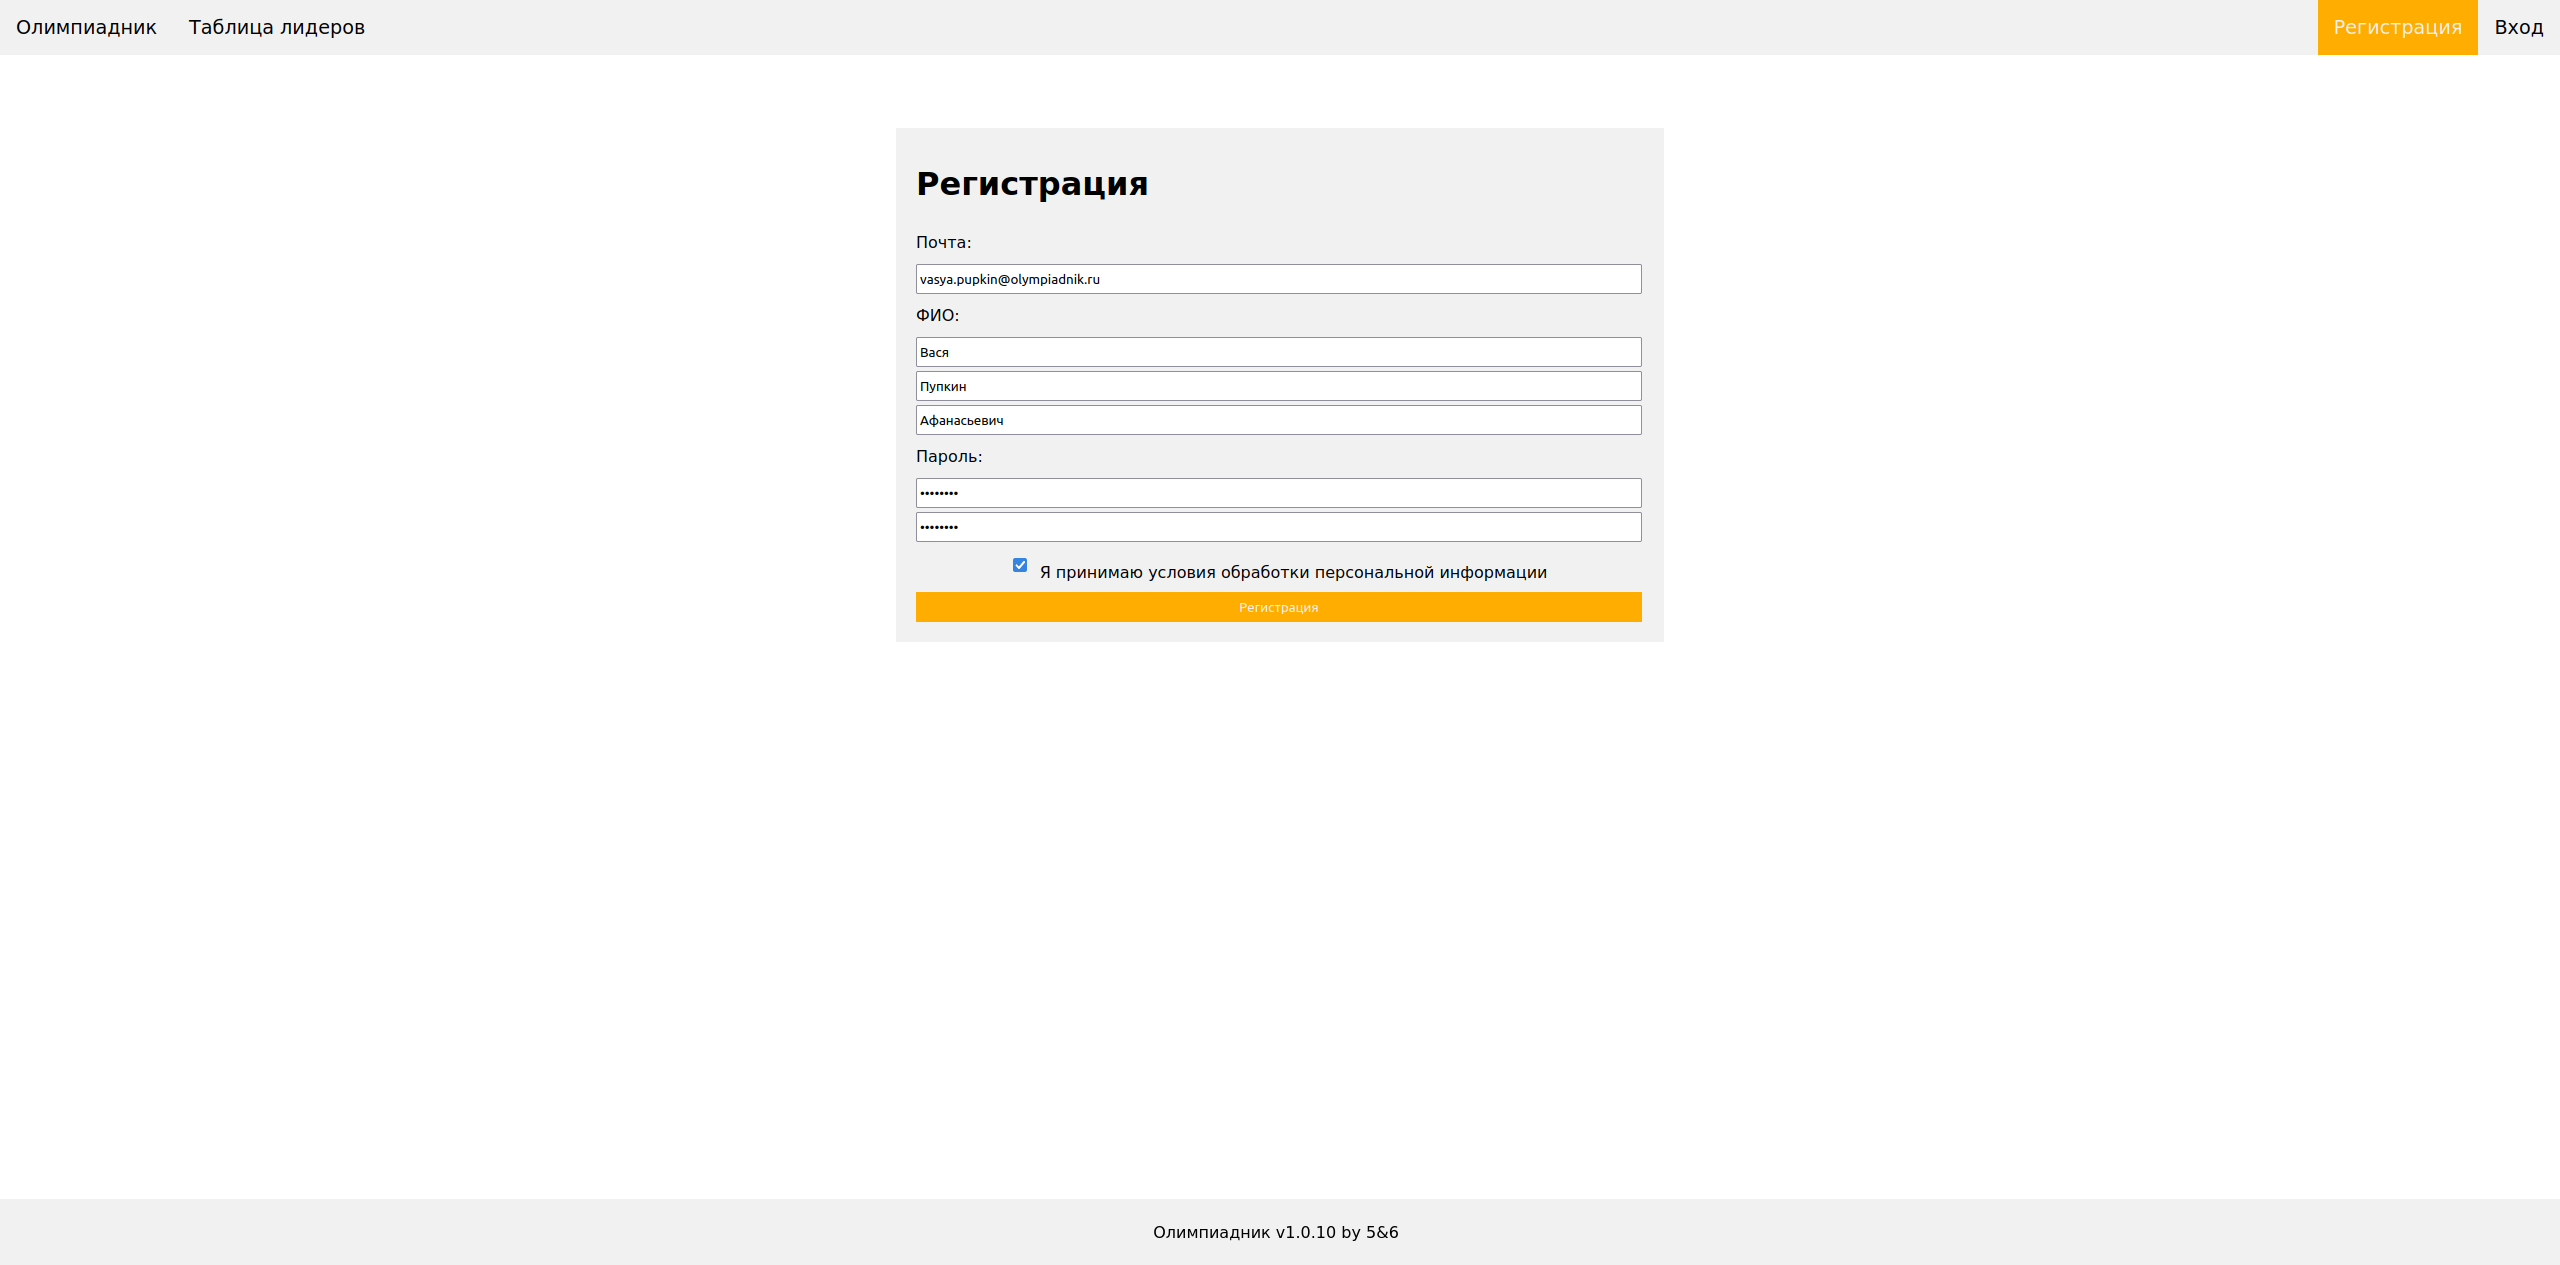 Олимпиадник Таблица лидеров Регистрация Вход
Регистрация
Почта:
vasya.pupkin@olympiadnik.ru
ФИО:
Вася
Пупкин
Афанасьевич
Пароль:
••••••••
••••••••
Я принимаю условия обработки персональной информации
Регистрация
Олимпиадник v1.0.10 by 5&6